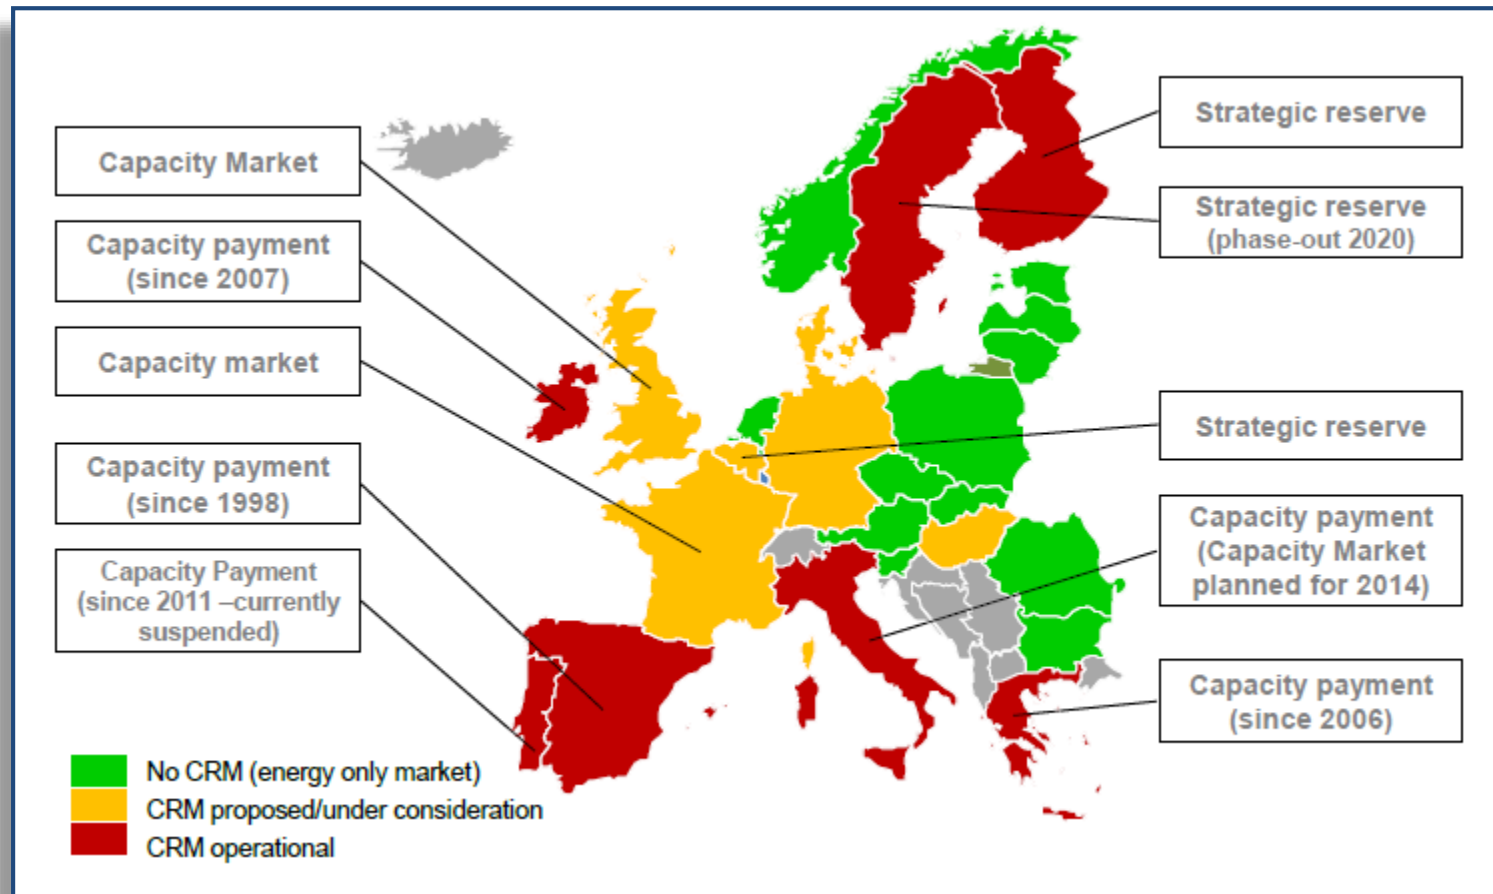 Capacity Market
Capacity payment
(since 2007)
Capacity market
Capacity payment
(since 1998)
Capacity Payment
(since 2011 –currently
suspended)
Strategic reserve
Strategic reserve
(phase-out 2020)
Strategic reserve
Capacity payment
(Capacity Market
planned for 2014)
Capacity payment
(since 2006)
No CRM (energy only market)
CRM proposed/under consideration
CRM operational